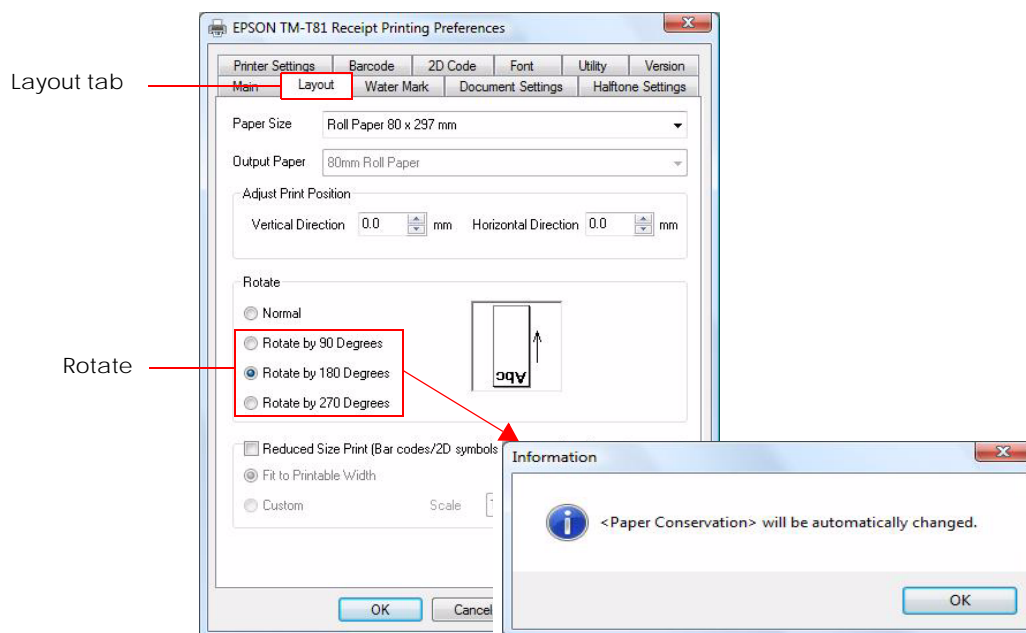 EPSON TM-T81 Receipt Printing Preferences
Printer Settings Barcode 2D Code Font Utility Version
Layout tab
Main Layout Water Mark Document Settings Halftone Settings
Paper Size Roll Paper 80 x 297 mm
Output Paper 80mm Roll Paper
Adjust Print Position
Vertical Direction 0.0 mm Horizontal Direction 0.0 mm
Rotate
Normal
Rotate by 90 Degrees
Rotate
Rotate by 180 Degrees
Abc
Rotate by 270 Degrees
Reduced Size Print (Bar codes/2D symbols
Fit to Printable Width
Custom Scale
OK Cancel
Information
<Paper Conservation> will be automatically changed.
OK